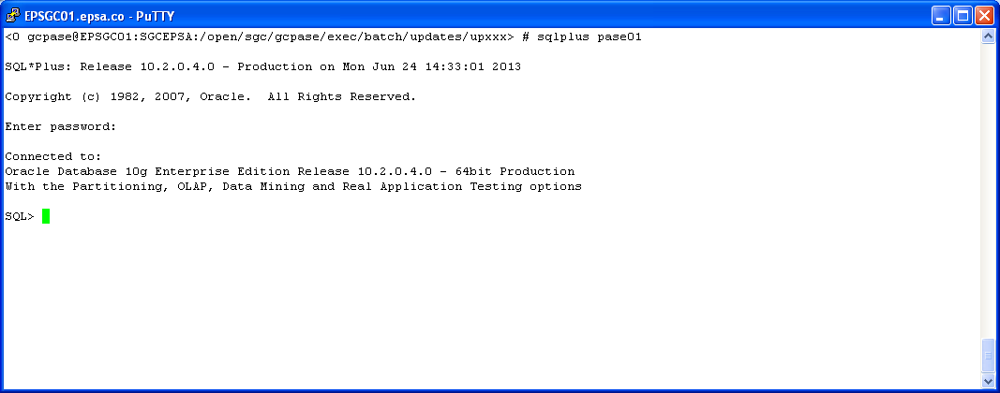 EPSGC01.epsa.co - PuTTY
<0 gcpase@EPSGC01:SGCEPSA:/open/sgc/gcpase/exec/batch/updates/upxxx> # sqlplus pase01
SQL*Plus: Release 10.2.0.4.0 - Production on Mon Jun 24 14:33:01 2013
Copyright (c) 1982, 2007, Oracle.  All Rights Reserved.
Enter password:
Connected to:
Oracle Database 10g Enterprise Edition Release 10.2.0.4.0 - 64bit Production
With the Partitioning, OLAP, Data Mining and Real Application Testing options
SQL>